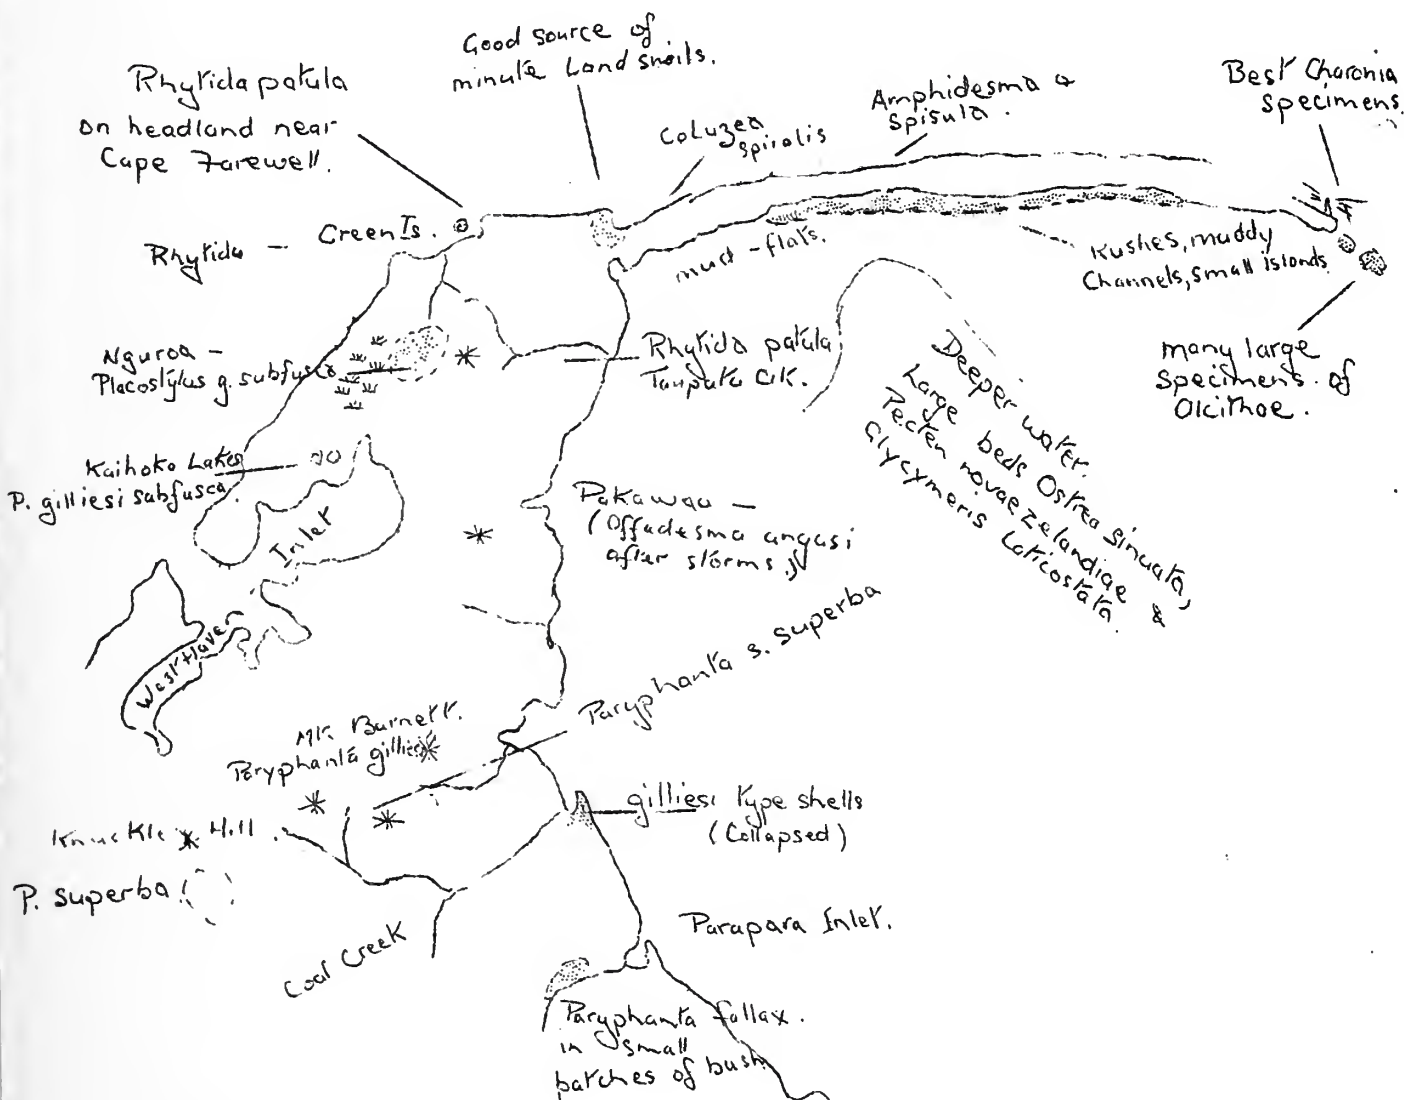 Good source of
minute Land snails.
Rhytida patula
on headland near
Cape Farewell.
Coluzea
spiralis
Amphidesma &
Spisula.
Best Charonia
Specimens.
Green Is.
Rhytida -
mud-flats.
Rushes, muddy
Channels, small islands
many large
specimens of
Alcithoe.
Nguroa -
Placostylus g. subfusca
Rhytida patula
Taupata Ck.
Deeper water.
Large beds Ostrea sinuata,
Pecten novaezelandiae &
Glycymeris laticostata.
Kaihoka Lakes
P. gilliesi subfusca.
Inlet
Pakawau -
(Offadesma angasi
after storms.)
West Haven
Paryphanta s. superba
Mt. Burnett.
Paryphanta gilliesi
gilliesi type shells
(Collapsed)
Knuckle Hill.
P. superba
Coal Creek
Parapara Inlet.
Paryphanta fallax.
in small
patches of bush